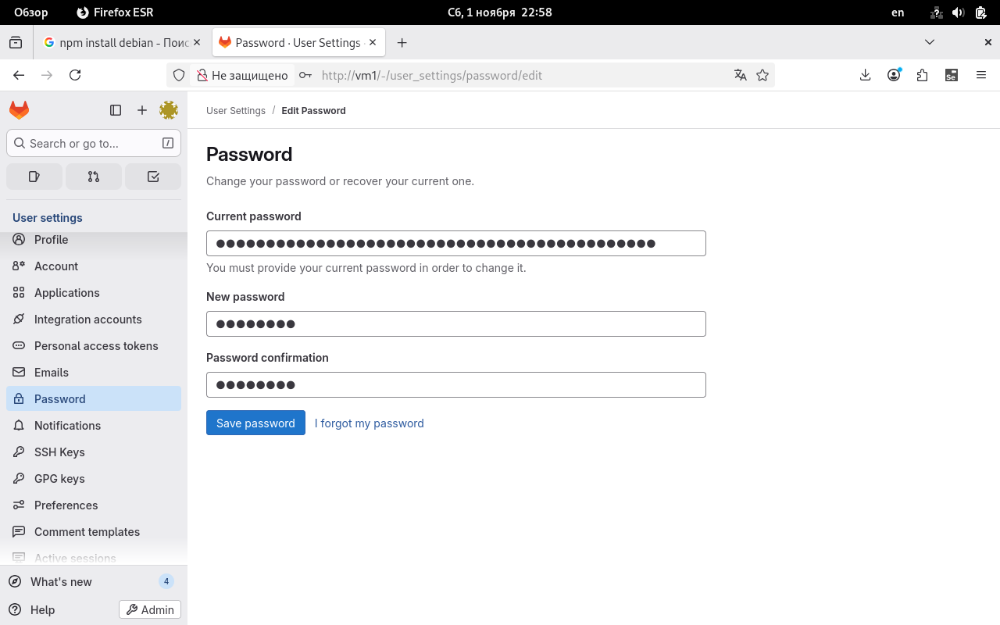 Обзор
Firefox ESR
Сб, 1 ноября 22:58
en
npm install debian - Поис
Password · User Settings
Не защищено
http://vm1/-/user_settings/password/edit
Se
User Settings / Edit Password
Search or go to...
/
User settings
Profile
Account
Applications
Integration accounts
Personal access tokens
Emails
Password
Notifications
SSH Keys
GPG keys
Preferences
Comment templates
Active sessions
What's new
4
Help
Admin
Password
Change your password or recover your current one.
Current password
You must provide your current password in order to change it.
New password
Password confirmation
Save password
I forgot my password